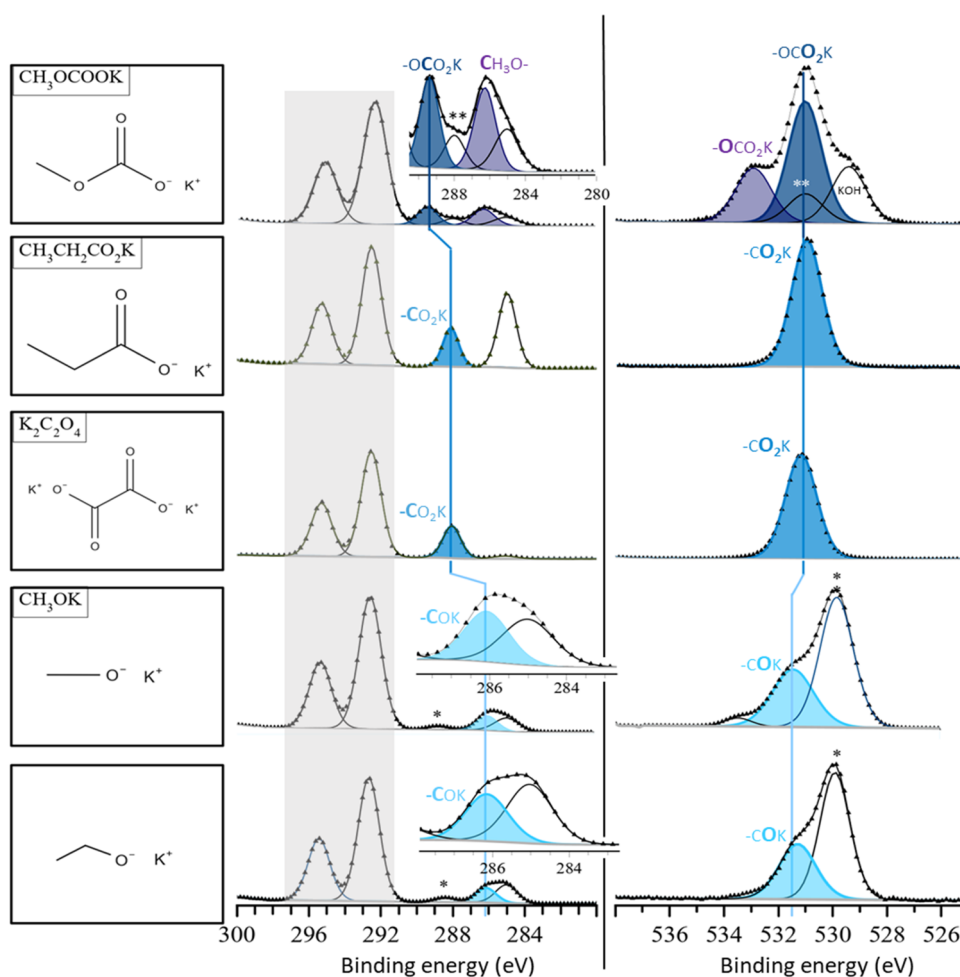 CH₃OCOOK
O
O
O⁻ K⁺
-OCO₂K
CH₃O-
**
288 284 280
-OCO₂K
-OCO₂K
**
KOH
CH₃CH₂CO₂K
O
O⁻ K⁺
-CO₂K
-CO₂K
K₂C₂O₄
O
K⁺ O⁻
O⁻ K⁺
O
-CO₂K
-CO₂K
CH₃OK
O⁻ K⁺
-COK
286 284
*
-COK
*
*
O⁻ K⁺
-COK
286 284
*
-COK
*
300 296 292 288 284
536 534 532 530 528 526
Binding energy (eV)
Binding energy (eV)